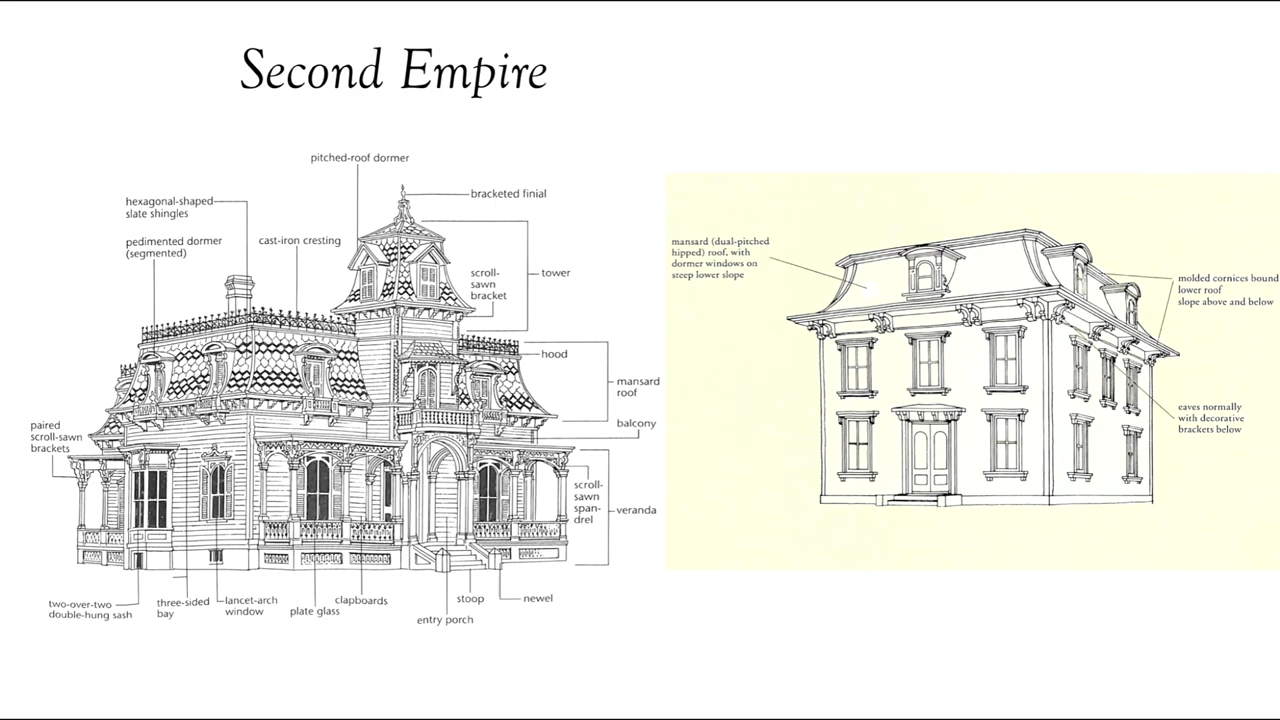 Second Empire
pitched-roof dormer
bracketed finial
hexagonal-shaped
slate shingles
pedimented dormer
(segmented)
cast-iron cresting
scroll-
sawn
bracket
tower
hood
mansard
roof
balcony
paired
scroll-sawn
brackets
scroll-
sawn
span-
drel
veranda
two-over-two
double-hung sash
three-sided
bay
lancet-arch
window
plate glass
clapboards
entry porch
stoop
newel
mansard (dual-pitched
hipped) roof, with
dormer windows on
steep lower slope
molded cornices bound
lower roof
slope above and below
eaves normally
with decorative
brackets below